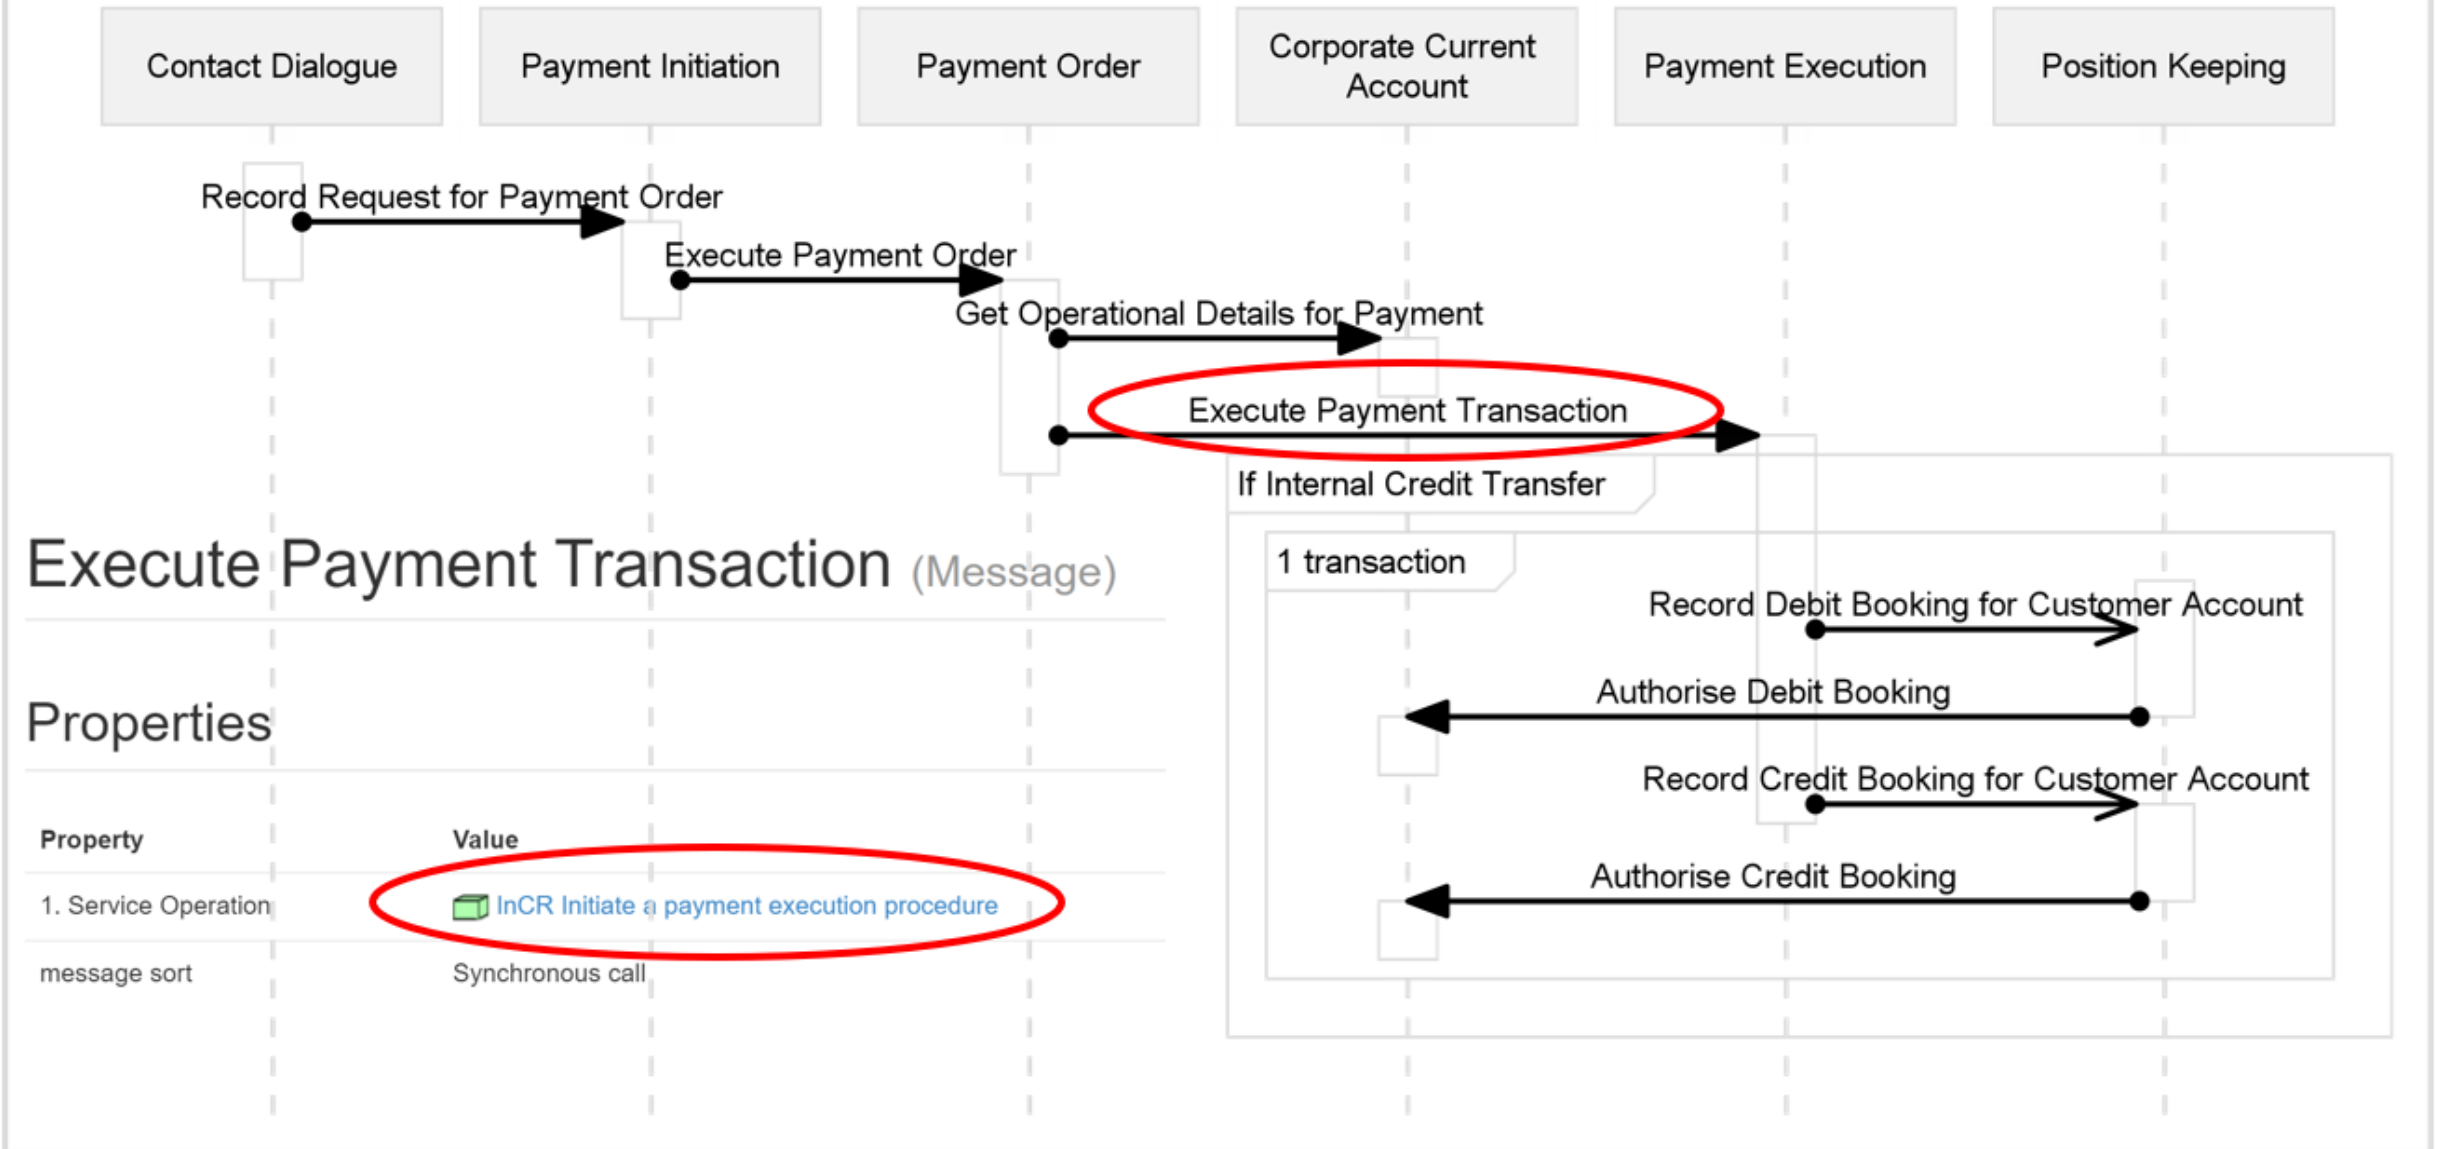 Contact Dialogue
Payment Initiation
Payment Order
Corporate Current
Account
Payment Execution
Position Keeping
Record Request for Payment Order
Execute Payment Order
Get Operational Details for Payment
Execute Payment Transaction
If Internal Credit Transfer
1 transaction
Record Debit Booking for Customer Account
Authorise Debit Booking
Record Credit Booking for Customer Account
Authorise Credit Booking
Execute Payment Transaction (Message)
Properties
Property Value
1. Service Operation InCR Initiate a payment execution procedure
message sort Synchronous call